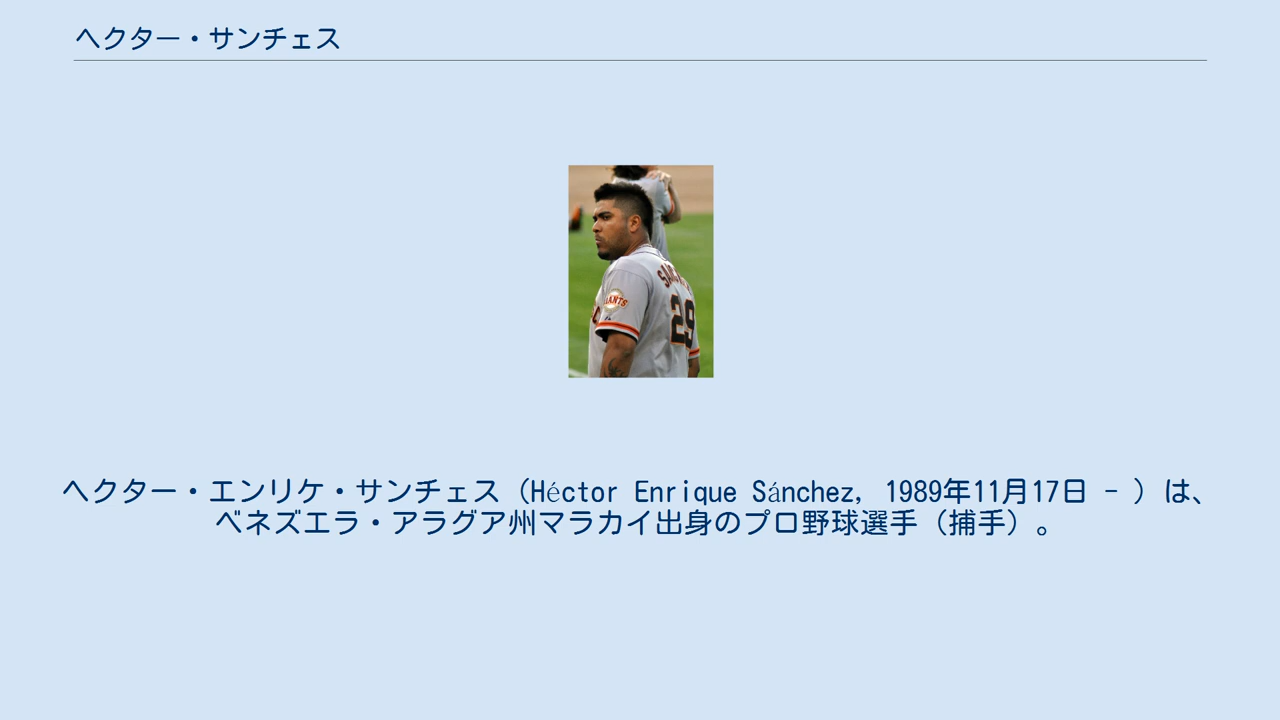 ヘクター・サンチェス
GIANTS
29
ヘクター・エンリケ・サンチェス（Héctor Enrique Sánchez, 1989年11月17日 - ）は、
ベネズエラ・アラグア州マラカイ出身のプロ野球選手（捕手）。